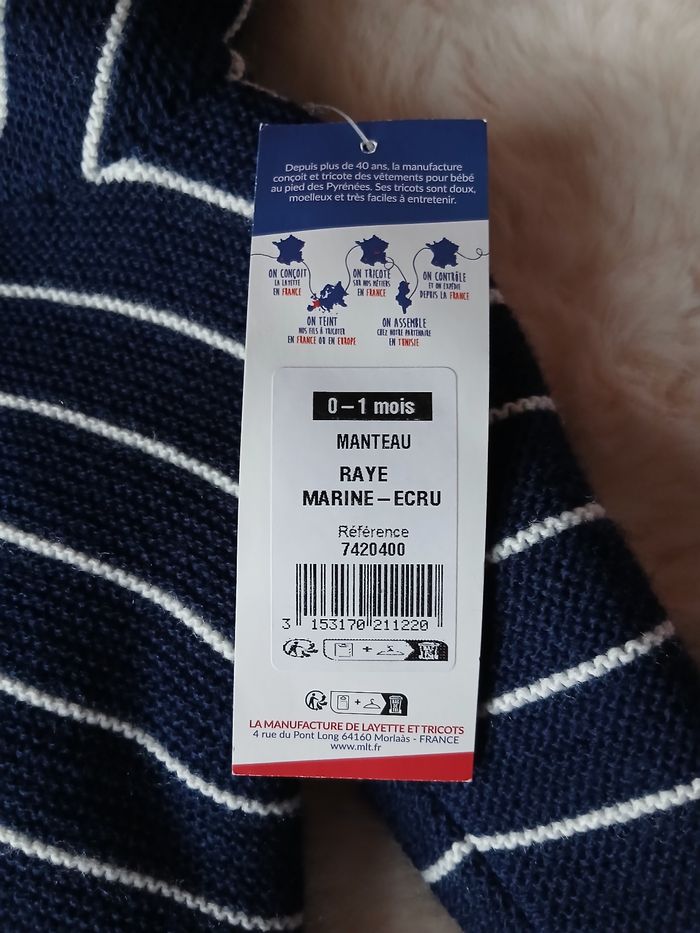 Depuis plus de 40 ans, la manufacture
conçoit et tricote des vêtements pour bébé
au pied des Pyrénées. Ses tricots sont doux,
moelleux et très faciles à entretenir.
ON CONÇOIT
LA LAYETTE
EN FRANCE
ON TRICOTE
SUR NOS MÉTIERS
EN FRANCE
ON CONTRÔLE
ET ON EXPÉDIE
DEPUIS LA FRANCE
ON TEINT
NOS FILS À TRICOTER
EN FRANCE OU EN EUROPE
ON ASSEMBLE
CHEZ NOTRE PARTENAIRE
EN TUNISIE
0-1 mois
MANTEAU
RAYE
MARINE-ECRU
Référence
7420400
3 153170 211220
LA MANUFACTURE DE LAYETTE ET TRICOTS
4 rue du Pont Long 64160 Morlaàs - FRANCE
www.mlt.fr